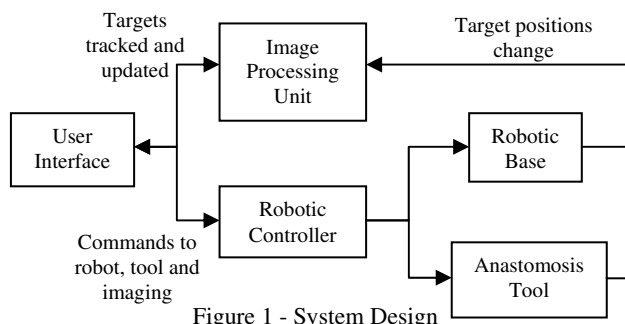 Targets
tracked and
updated
Image
Processing
Unit
Target positions
change
User
Interface
Robotic
Base
Robotic
Controller
Commands to
robot, tool and
imaging
Anastomosis
Tool
Figure 1 - System Design